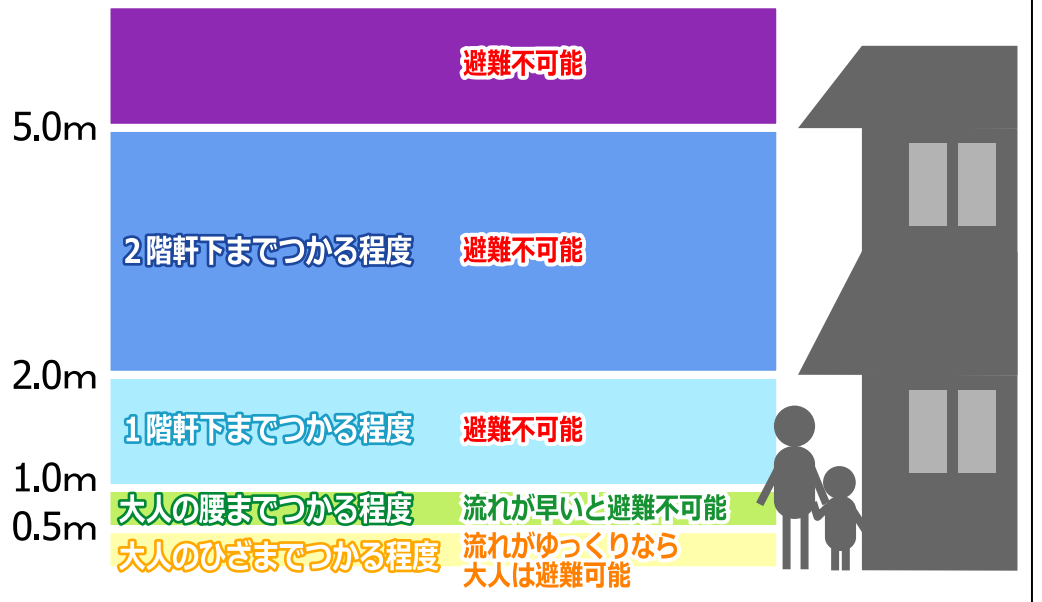 避難不可能
5.0m
2階軒下までつかる程度 避難不可能
2.0m
1階軒下までつかる程度 避難不可能
1.0m
大人の腰までつかる程度 流れが早いと避難不可能
0.5m
大人のひざまでつかる程度 流れがゆっくりなら
大人は避難可能